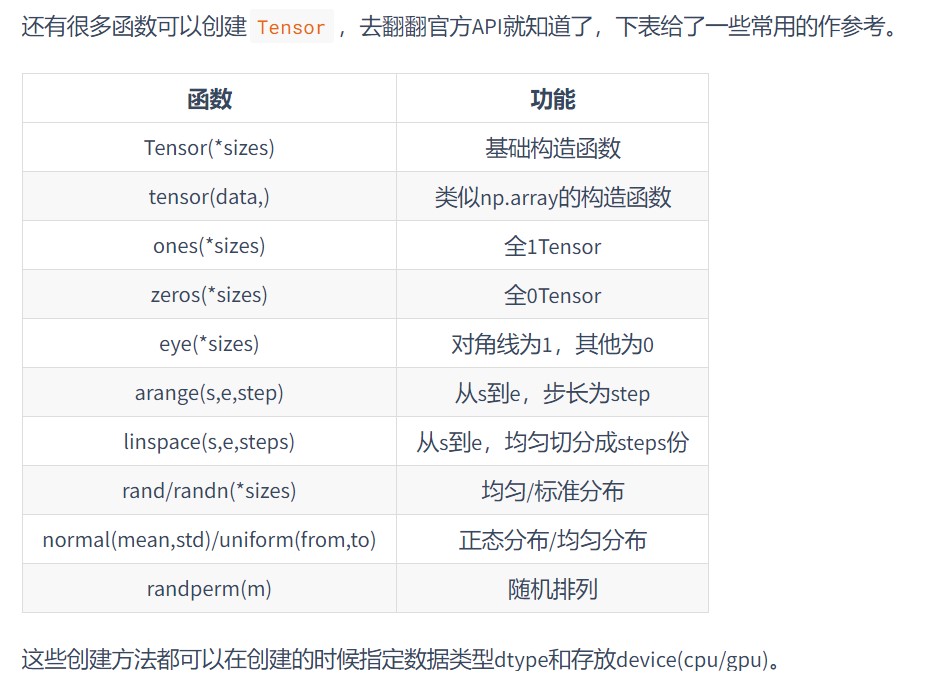 还有很多函数可以创建 Tensor ，去翻翻官方API就知道了，下表给了一些常用的作参考。
函数 功能
Tensor(*sizes) 基础构造函数
tensor(data,) 类似np.array的构造函数
ones(*sizes) 全1Tensor
zeros(*sizes) 全0Tensor
eye(*sizes) 对角线为1，其他为0
arange(s,e,step) 从s到e，步长为step
linspace(s,e,steps) 从s到e，均匀切分成steps份
rand/randn(*sizes) 均匀/标准分布
normal(mean,std)/uniform(from,to) 正态分布/均匀分布
randperm(m) 随机排列
这些创建方法都可以在创建的时候指定数据类型dtype和存放device(cpu/gpu)。